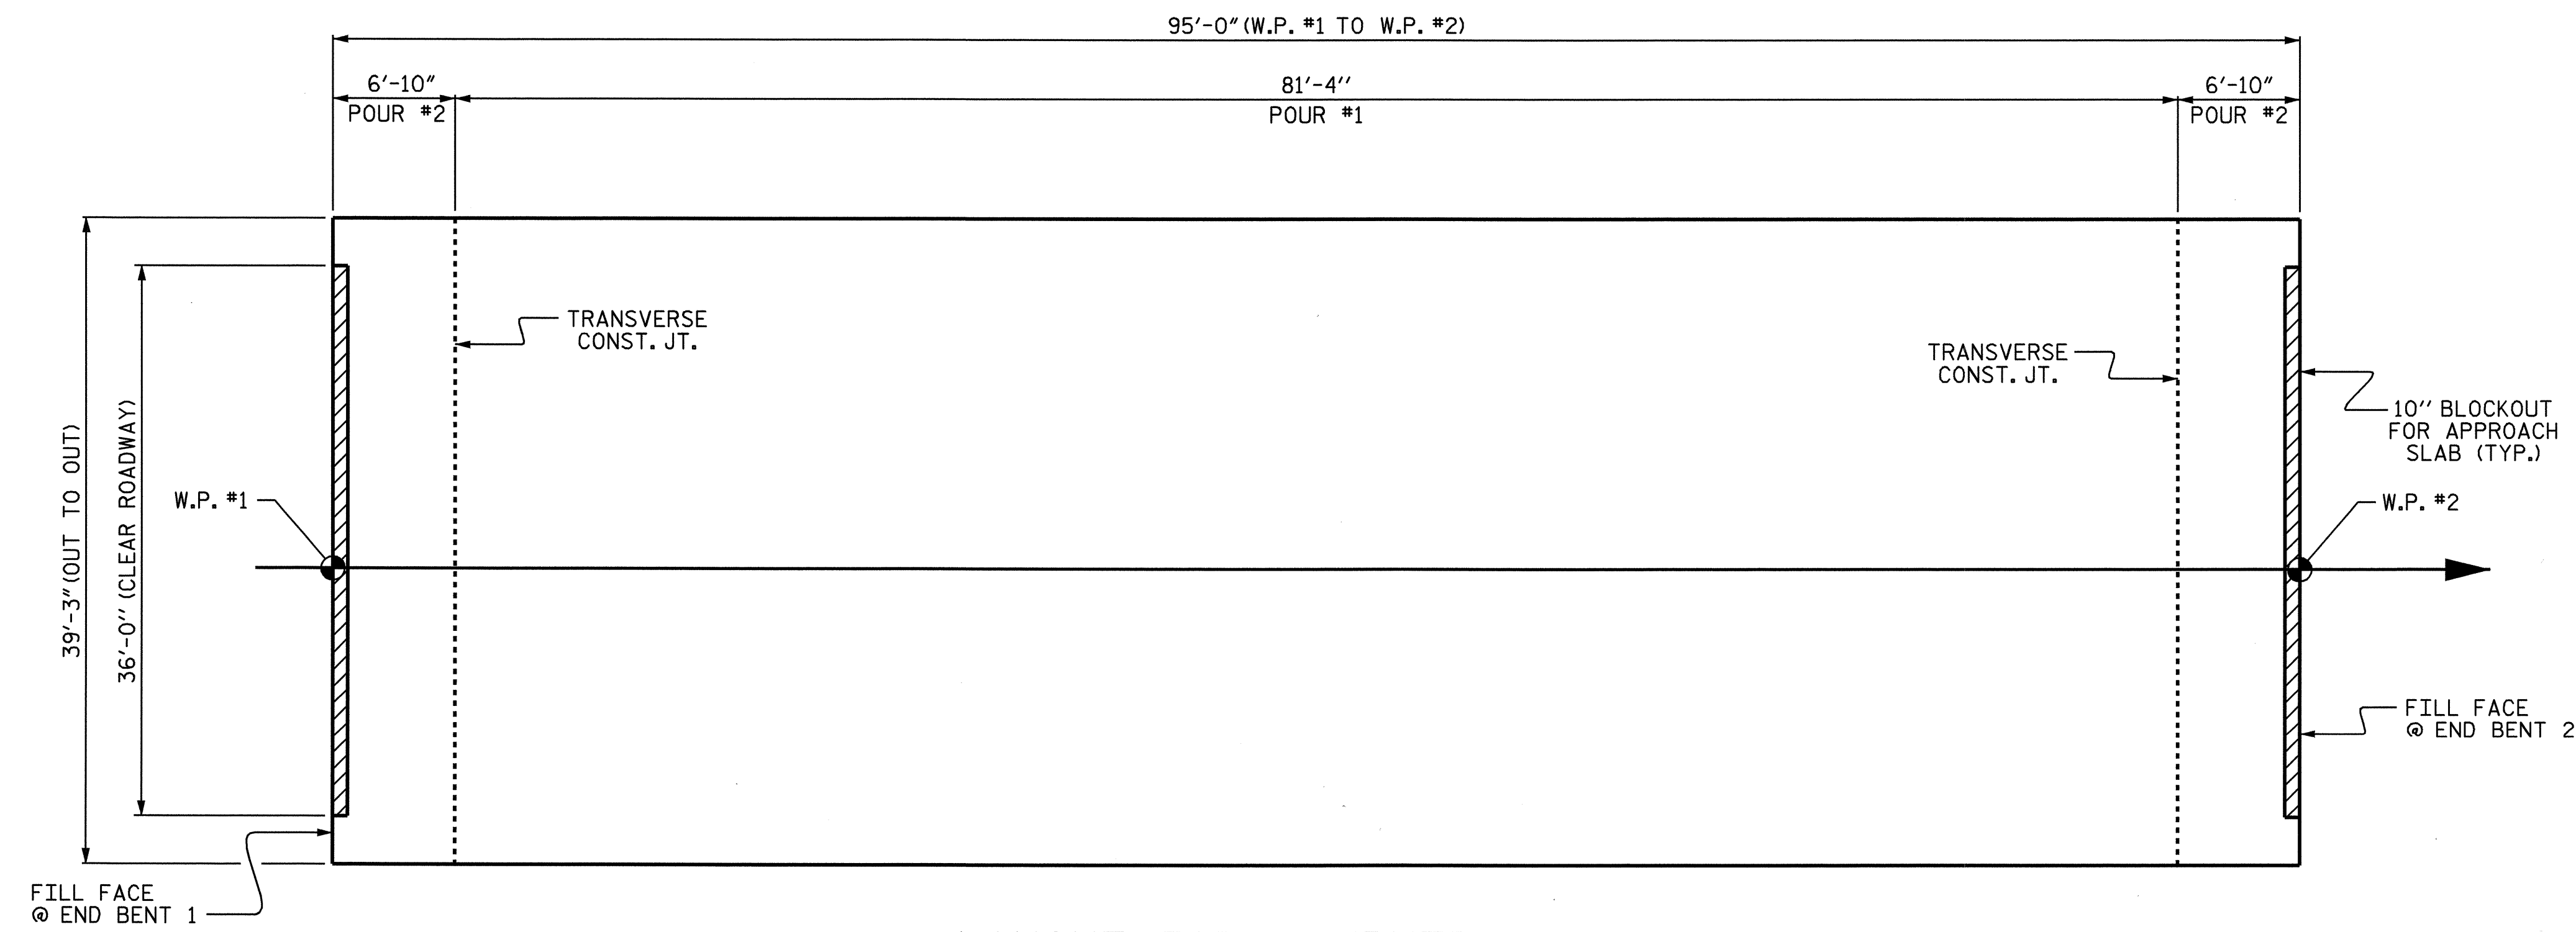 95'-0" (W.P. #1 TO W.P. #2)
6'-10"
81'-4''
6'-10"
POUR #2
POUR #1
POUR #2
TRANSVERSE
CONST. JT.
TRANSVERSE
CONST. JT.
10'' BLOCKOUT
FOR APPROACH
SLAB (TYP.)
39'-3" (OUT TO OUT)
36'-0'' (CLEAR ROADWAY)
W.P. #1
W.P. #2
FILL FACE
@ END BENT 2
FILL FACE
@ END BENT 1